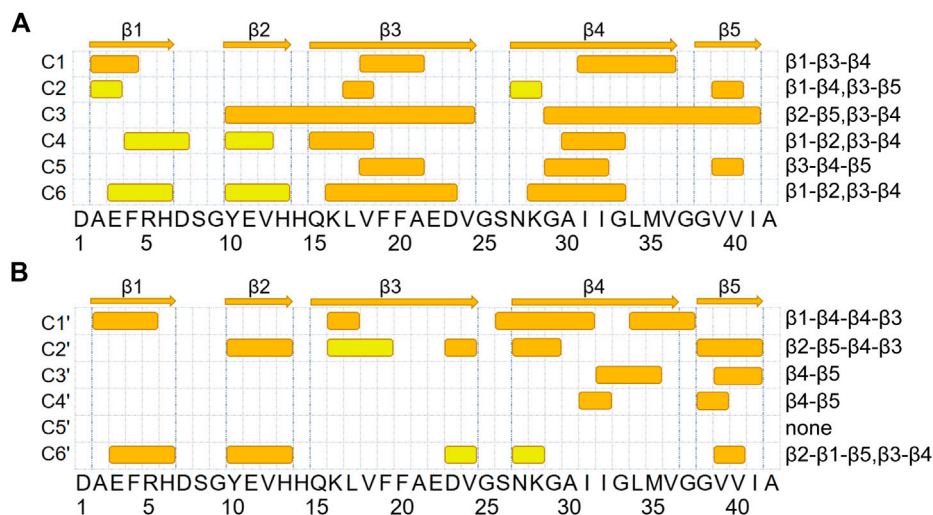 A
β1 β2 β3 β4 β5
C1 β1-β3-β4
C2 β1-β4,β3-β5
C3 β2-β5,β3-β4
C4 β1-β2,β3-β4
C5 β3-β4-β5
C6 β1-β2,β3-β4
DAEFRHDSGYEVHHQKLVFFAEDVGSNKGAIIGLMVGGVVIA
1 5 10 15 20 25 30 35 40
B
β1 β2 β3 β4 β5
C1' β1-β4-β4-β3
C2' β2-β5-β4-β3
C3' β4-β5
C4' β4-β5
C5' none
C6' β2-β1-β5,β3-β4
DAEFRHDSGYEVHHQKLVFFAEDVGSNKGAIIGLMVGGVVIA
1 5 10 15 20 25 30 35 40